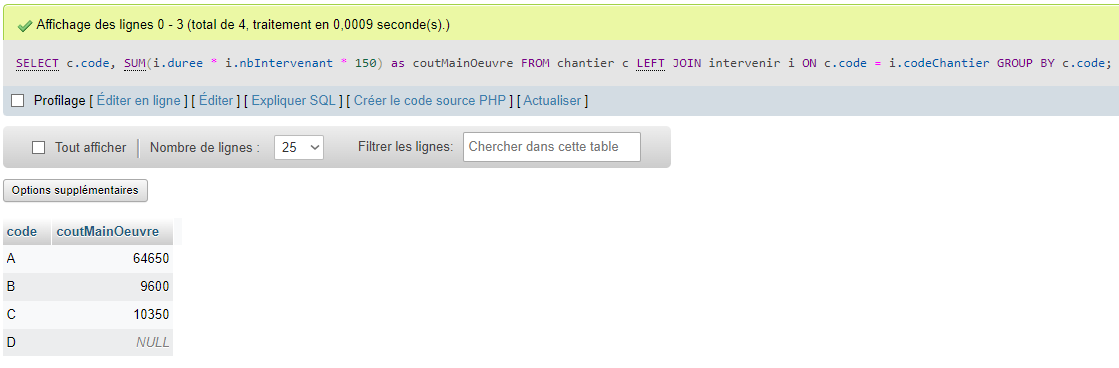 Affichage des lignes 0 - 3 (total de 4, traitement en 0,0009 seconde(s).)
SELECT c.code, SUM(i.duree * i.nbIntervenant * 150) as coutMainOeuvre FROM chantier c LEFT JOIN intervenir i ON c.code = i.codeChantier GROUP BY c.code;
Profilage [ Éditer en ligne ] [ Éditer ] [ Expliquer SQL ] [ Créer le code source PHP ] [ Actualiser ]
Tout afficher Nombre de lignes : 25 Filtrer les lignes: Chercher dans cette table
Options supplémentaires
code coutMainOeuvre
A 64650
B 9600
C 10350
D NULL